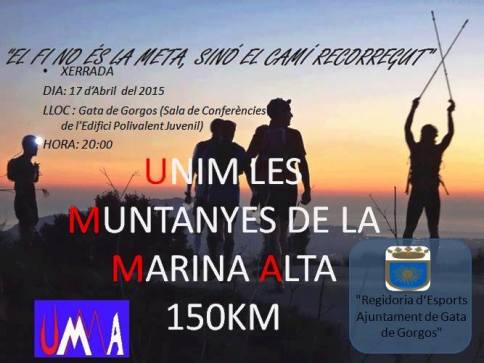 "EL FI NO ÉS LA META, SINÓ EL CAMÍ RECORREGUT"
• XERRADA
DIA: 17 d'Abril del 2015
LLOC : Gata de Gorgos (Sala de Conferències
de l'Edifici Polivalent Juvenil)
HORA: 20:00
UNIM LES
MUNTANYES DE LA
MARINA ALTA
150KM
"Regidoria d'Esports
Ajuntament de Gata
de Gorgos"
UMMA